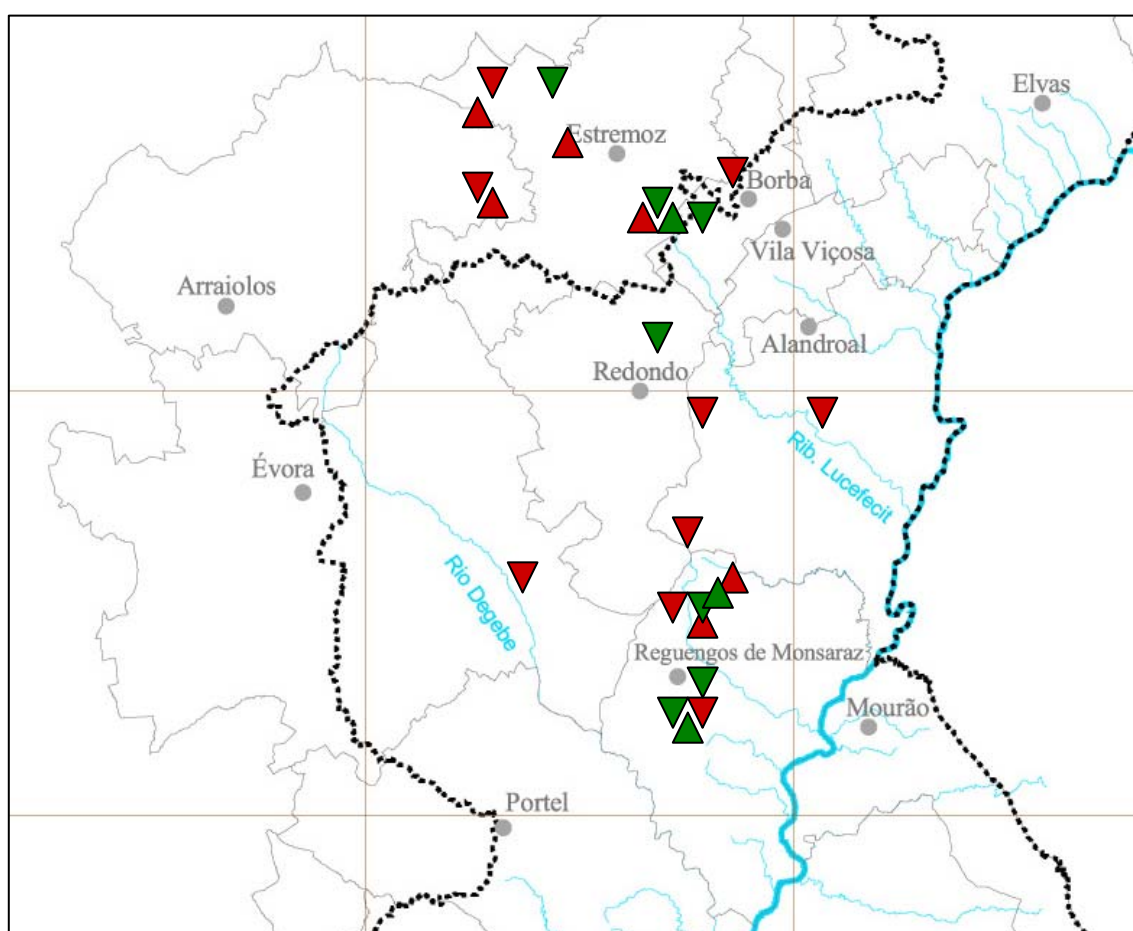 Elvas
Estremoz
Borba
Vila Viçosa
Arraiolos
Alandroal
Redondo
Rib. Lucefecit
Évora
Rio Degebe
Reguengos de Monsaraz
Mourão
Portel